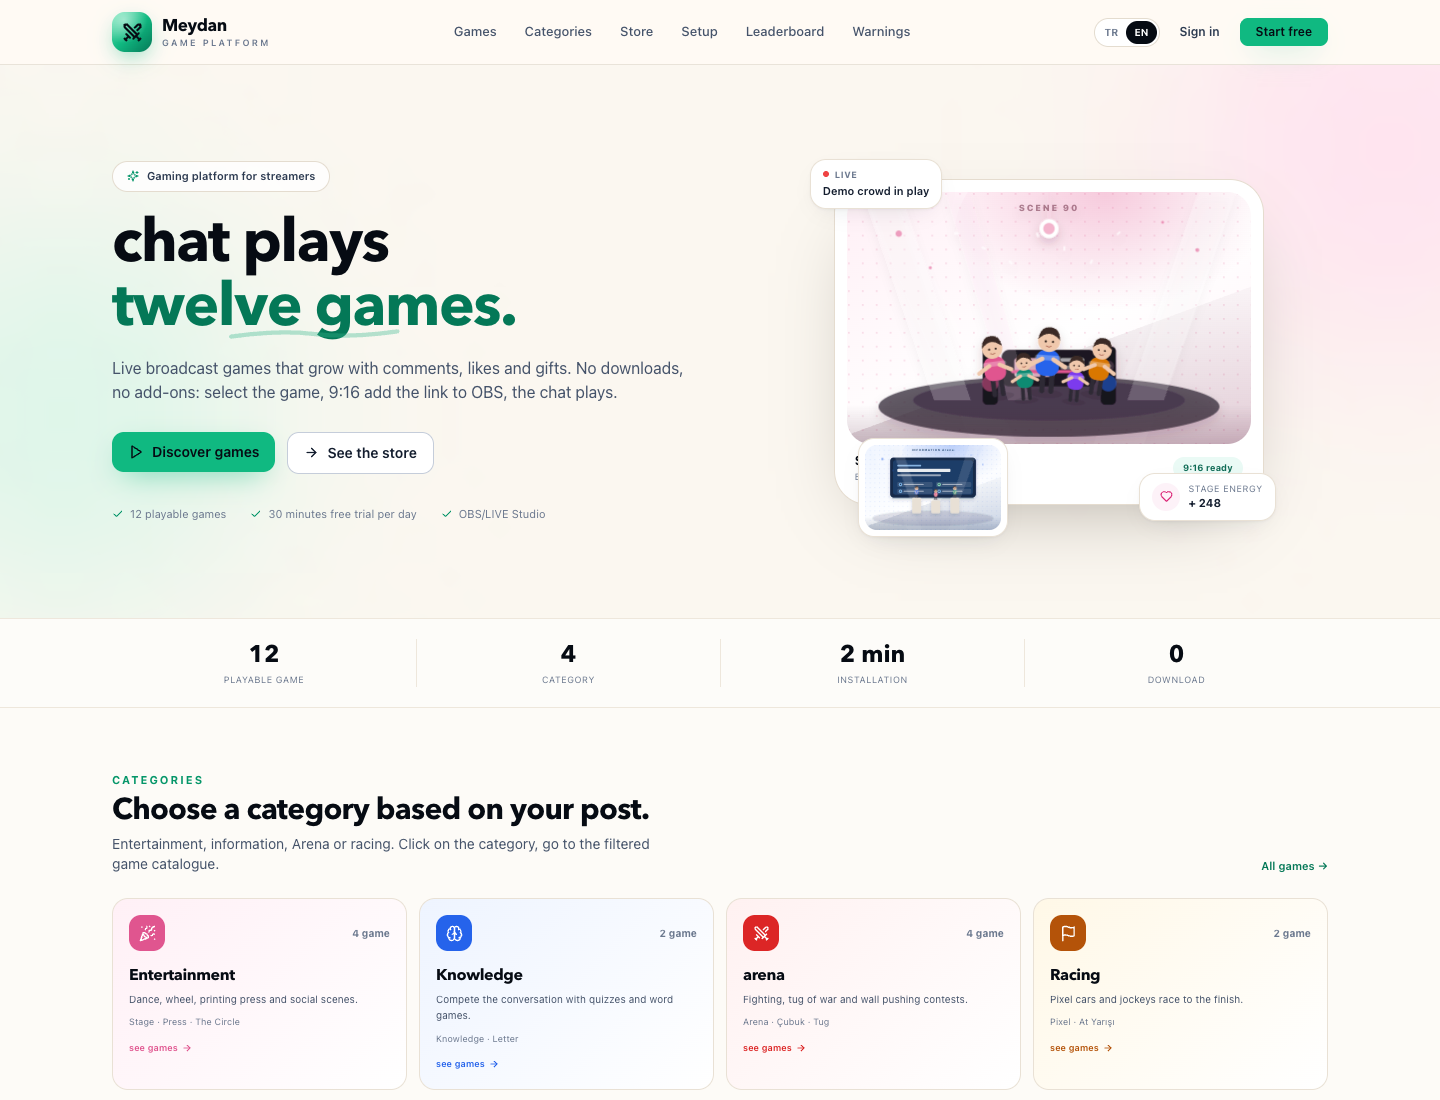 Meydan
GAME PLATFORM
Games
Categories
Store
Setup
Leaderboard
Warnings
TR
EN
Sign in
Start free
Gaming platform for streamers
chat plays
twelve games.
Live broadcast games that grow with comments, likes and gifts. No downloads,
no add-ons: select the game, 9:16 add the link to OBS, the chat plays.
Discover games
See the store
12 playable games
30 minutes free trial per day
OBS/LIVE Studio
LIVE
Demo crowd in play
SCENE 90
9:16 ready
STAGE ENERGY
+ 248
12
PLAYABLE GAME
4
CATEGORY
2 min
INSTALLATION
0
DOWNLOAD
CATEGORIES
Choose a category based on your post.
Entertainment, information, Arena or racing. Click on the category, go to the filtered
game catalogue.
All games →
4 game
Entertainment
Dance, wheel, printing press and social scenes.
Stage · Press · The Circle
see games →
2 game
Knowledge
Compete the conversation with quizzes and word
games.
Knowledge · Letter
see games →
4 game
arena
Fighting, tug of war and wall pushing contests.
Arena · Çubuk · Tug
see games →
2 game
Racing
Pixel cars and jockeys race to the finish.
Pixel · At Yarışı
see games →